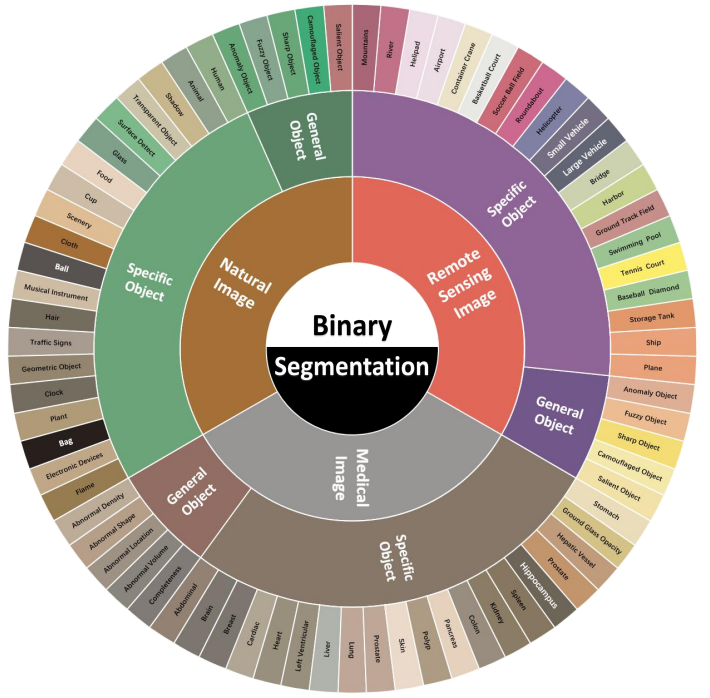 Binary
Segmentation
Remote
Sensing
Image
Medical
Image
Natural
Image
Specific
Object
General
Object
Specific
Object
General
Object
Specific
Object
General
Object
Mountains
River
Helipad
Airport
Container Crane
Basketball Court
Soccer Ball Field
Roundabout
Helicopter
Small Vehicle
Large Vehicle
Bridge
Harbor
Ground Track Field
Swimming Pool
Tennis Court
Baseball Diamond
Storage Tank
Ship
Plane
Anomaly Object
Fuzzy Object
Sharp Object
Camouflaged Object
Salient Object
Stomach
Ground Glass Opacity
Hepatic Vessel
Prostate
Hippocampus
Spleen
Kidney
Colon
Pancreas
Polyp
Skin
Prostate
Lung
Liver
Left Ventricular
Heart
Cardiac
Breast
Brain
Abdominal
Completeness
Abnormal Volume
Abnormal Location
Abnormal Shape
Abnormal Density
Flame
Electronic Devices
Bag
Plant
Clock
Geometric Object
Traffic Signs
Hair
Musical Instrument
Ball
Cloth
Scenery
Cup
Food
Glass
Surface Detect
Transparent Object
Shadow
Animal
Human
Anomaly Object
Fuzzy Object
Sharp Object
Camouflaged Object
Salient Object